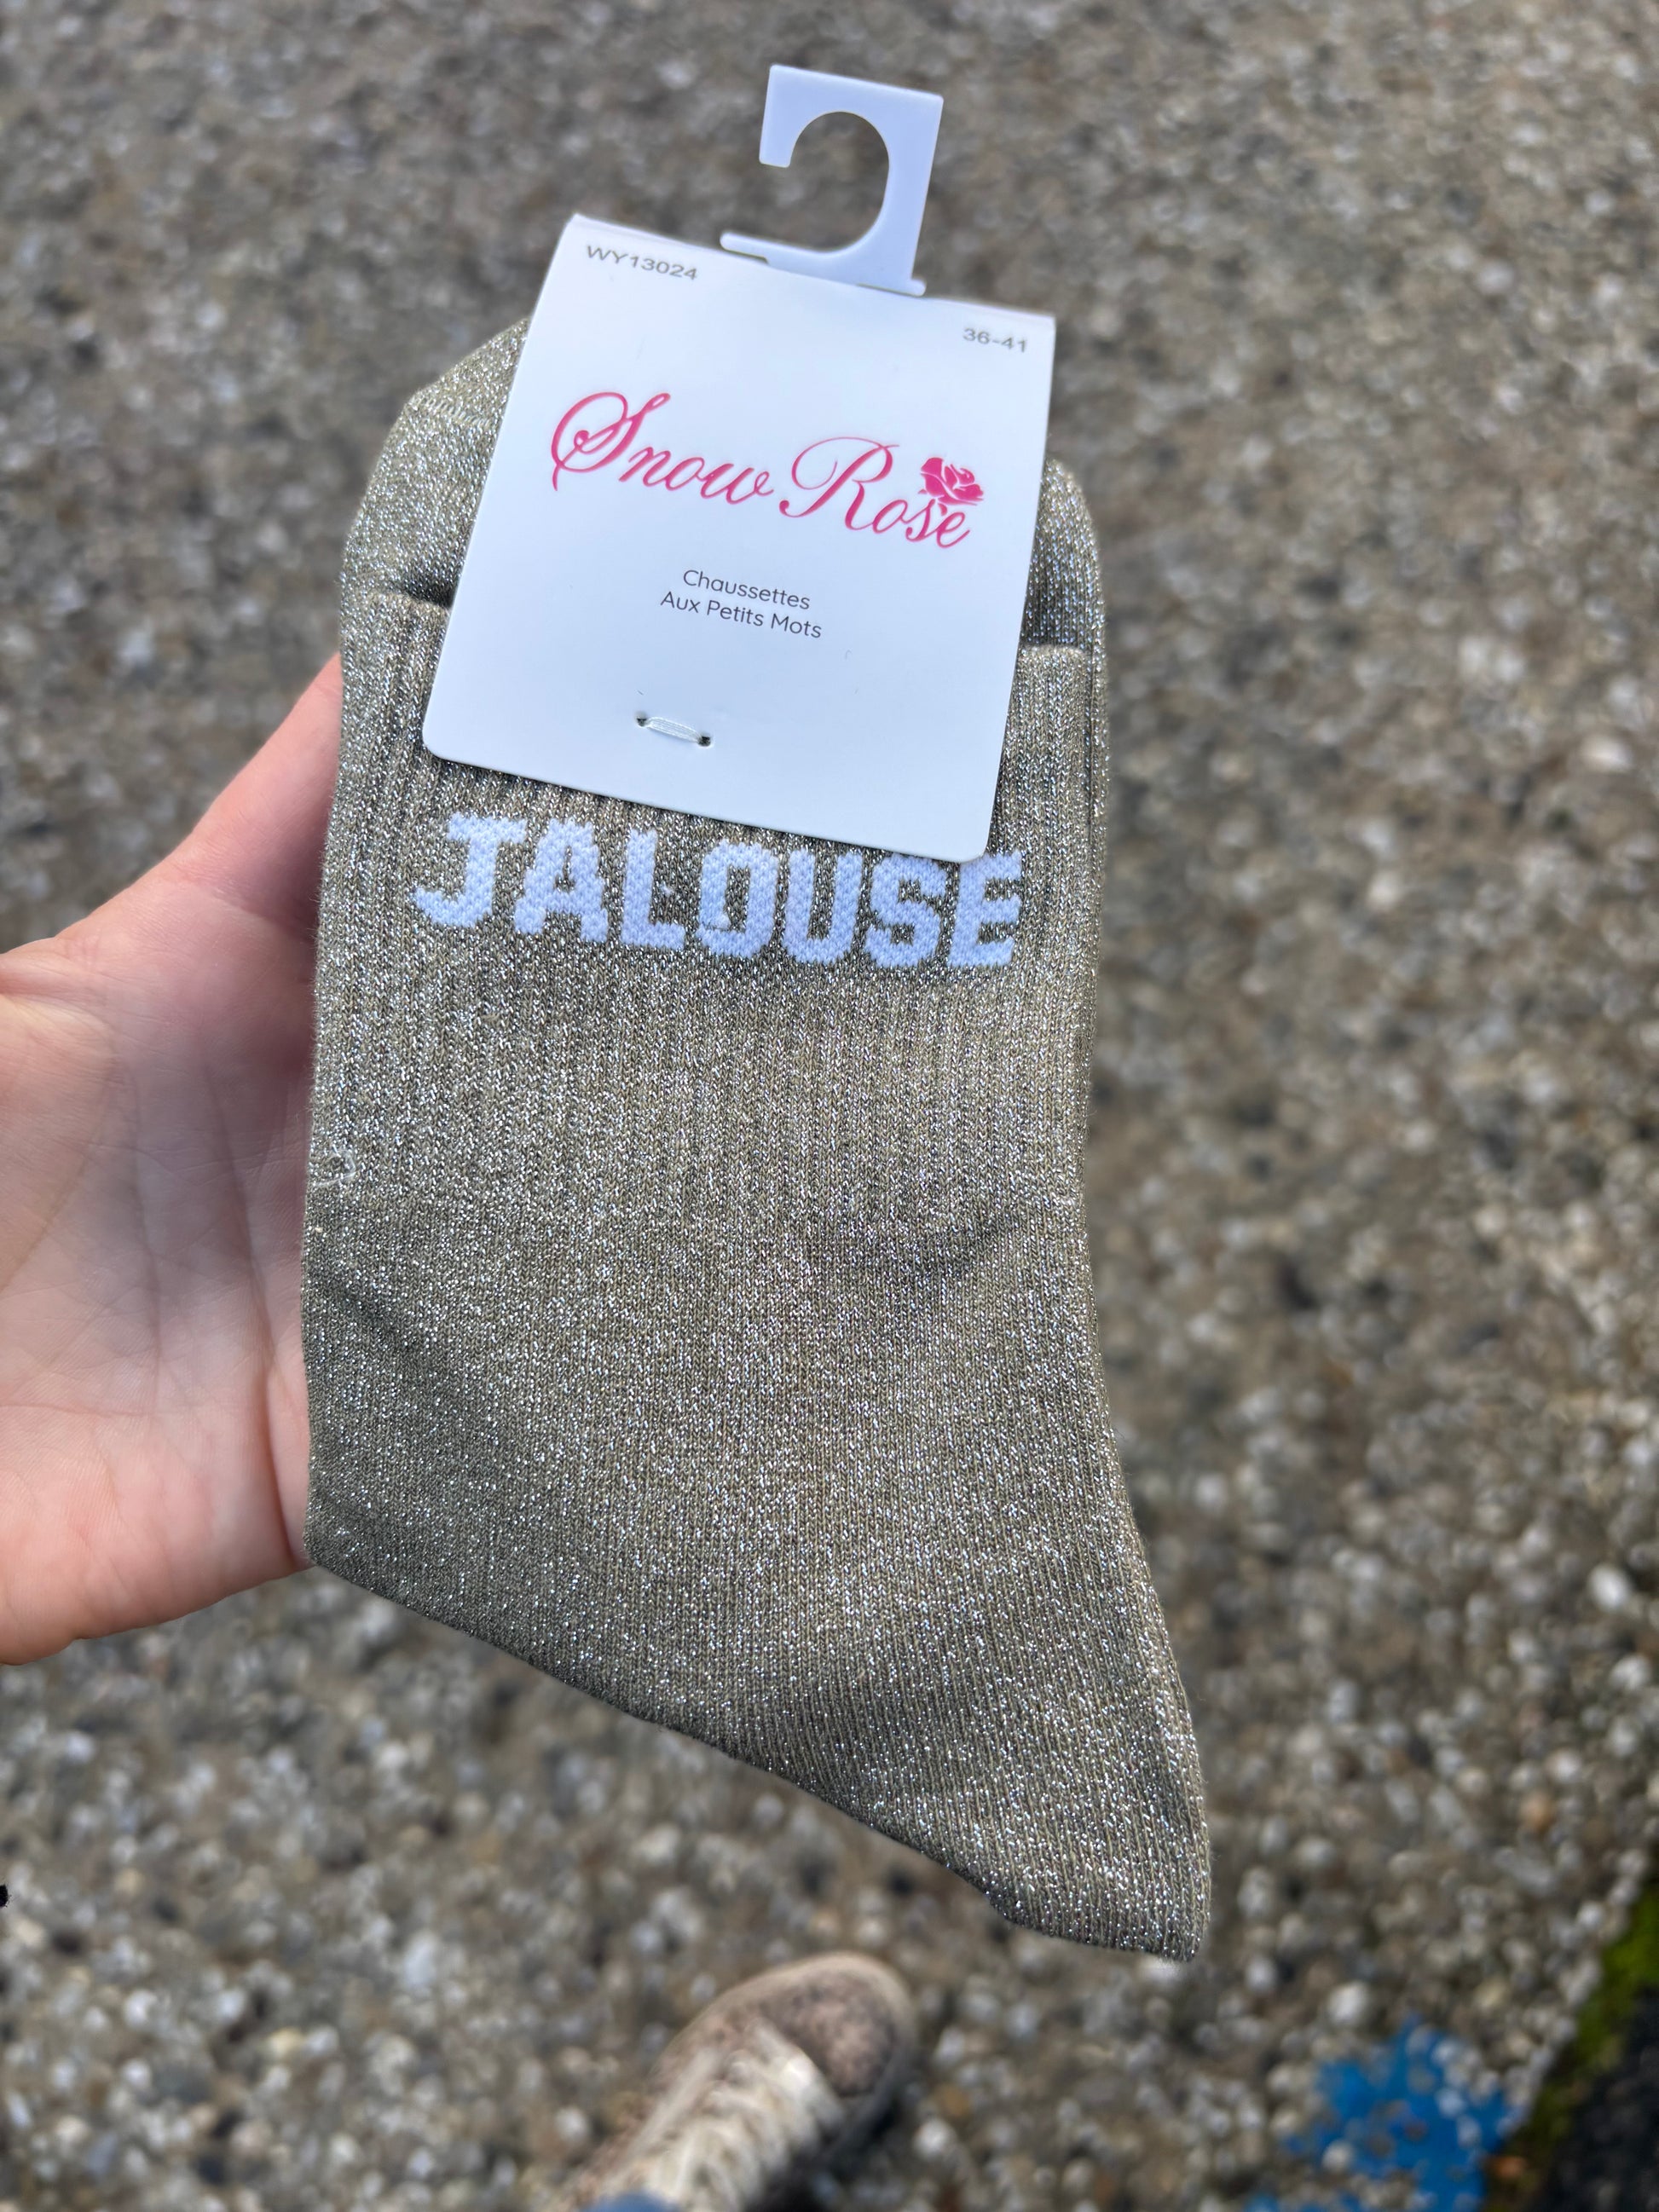 WY13024
36-41
Snow Rose
Chaussettes
Aux Petits Mots
JALOUSE